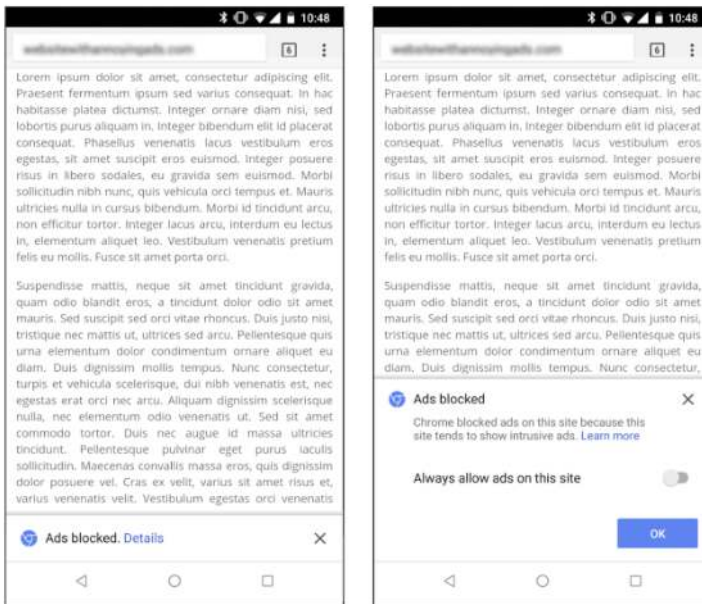 10:48
6
Lorem ipsum dolor sit amet, consectetur adipiscing elit.
Praesent fermentum ipsum sed varius consequat. In hac
habitasse platea dictumst. Integer ornare diam nisi, sed
lobortis purus aliquam in. Integer bibendum elit id placerat
consequat. Phasellus venenatis lacus vestibulum eros
egestas, sit amet suscipit eros euismod. Integer posuere
risus in libero sodales, eu gravida sem euismod. Morbi
sollicitudin nibh nunc, quis vehicula orci tempus et. Mauris
ultricies nulla in cursus bibendum. Morbi id tincidunt arcu,
non efficitur tortor. Integer lacus arcu, interdum eu lectus
in, elementum aliquet leo. Vestibulum venenatis pretium
felis eu mollis. Fusce sit amet porta orci.
Suspendisse mattis, neque sit amet tincidunt gravida,
quam odio blandit eros, a tincidunt dolor odio sit amet
mauris. Sed suscipit sed orci vitae rhoncus. Duis justo nisi,
tristique nec mattis ut, ultrices sed arcu. Pellentesque quis
urna elementum dolor condimentum ornare aliquet eu
diam. Duis dignissim mollis tempus. Nunc consectetur,
turpis et vehicula scelerisque, dui nibh venenatis est, nec
egestas erat orci nec arcu. Aliquam dignissim scelerisque
nulla, nec elementum odio venenatis ut. Sed sit amet
commodo tortor. Duis nec augue id massa ultricies
tincidunt. Pellentesque pulvinar eget purus iaculis
sollicitudin. Maecenas convallis massa eros, quis dignissim
dolor posuere vel. Cras ex velit, varius sit amet risus et,
varius venenatis velit. Vestibulum egestas orci venenatis
Ads blocked. Details
10:48
6
Lorem ipsum dolor sit amet, consectetur adipiscing elit.
Praesent fermentum ipsum sed varius consequat. In hac
habitasse platea dictumst. Integer ornare diam nisi, sed
lobortis purus aliquam in. Integer bibendum elit id placerat
consequat. Phasellus venenatis lacus vestibulum eros
egestas, sit amet suscipit eros euismod. Integer posuere
risus in libero sodales, eu gravida sem euismod. Morbi
sollicitudin nibh nunc, quis vehicula orci tempus et. Mauris
ultricies nulla in cursus bibendum. Morbi id tincidunt arcu,
non efficitur tortor. Integer lacus arcu, interdum eu lectus
in, elementum aliquet leo. Vestibulum venenatis pretium
felis eu mollis. Fusce sit amet porta orci.
Suspendisse mattis, neque sit amet tincidunt gravida,
quam odio blandit eros, a tincidunt dolor odio sit amet
mauris. Sed suscipit sed orci vitae rhoncus. Duis justo nisi,
tristique nec mattis ut, ultrices sed arcu. Pellentesque quis
urna elementum dolor condimentum ornare aliquet eu
diam. Duis dignissim mollis tempus. Nunc consectetur,
Ads blocked
Chrome blocked ads on this site because this
site tends to show intrusive ads. Learn more
Always allow ads on this site
OK